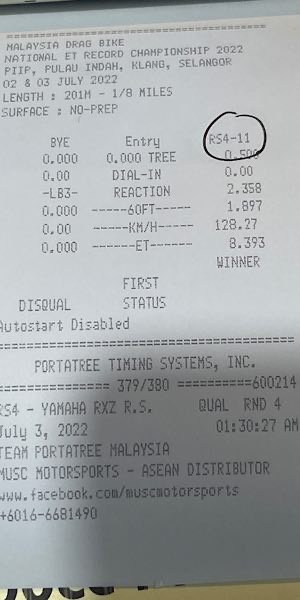 MALAYSIA DRAG BIKE
NATIONAL ET RECORD CHAMPIONSHIP 2022
PIIP, PULAU INDAH, KLANG, SELANGOR
02 & 03 JULY 2022
LENGTH : 201M - 1/8 MILES
SURFACE : NO-PREP
BYE Entry RS4-11
0.000 0.000 TREE 0.500
0.00 DIAL-IN 0.00
-LB3- REACTION 2.358
0.000 ------60FT------ 1.897
0.00 ------KM/H------ 128.27
0.000 -------ET------- 8.393
WINNER
FIRST
DISQUAL STATUS
Autostart Disabled
PORTATREE TIMING SYSTEMS, INC.
=============== 379/380 ==========600214
RS4 - YAMAHA RXZ R.S. QUAL RND 4
July 3, 2022 01:30:27 AM
TEAM PORTATREE MALAYSIA
MUSC MOTORSPORTS - ASEAN DISTRIBUTOR
www.facebook.com/muscmotorsports
+6016-6681490